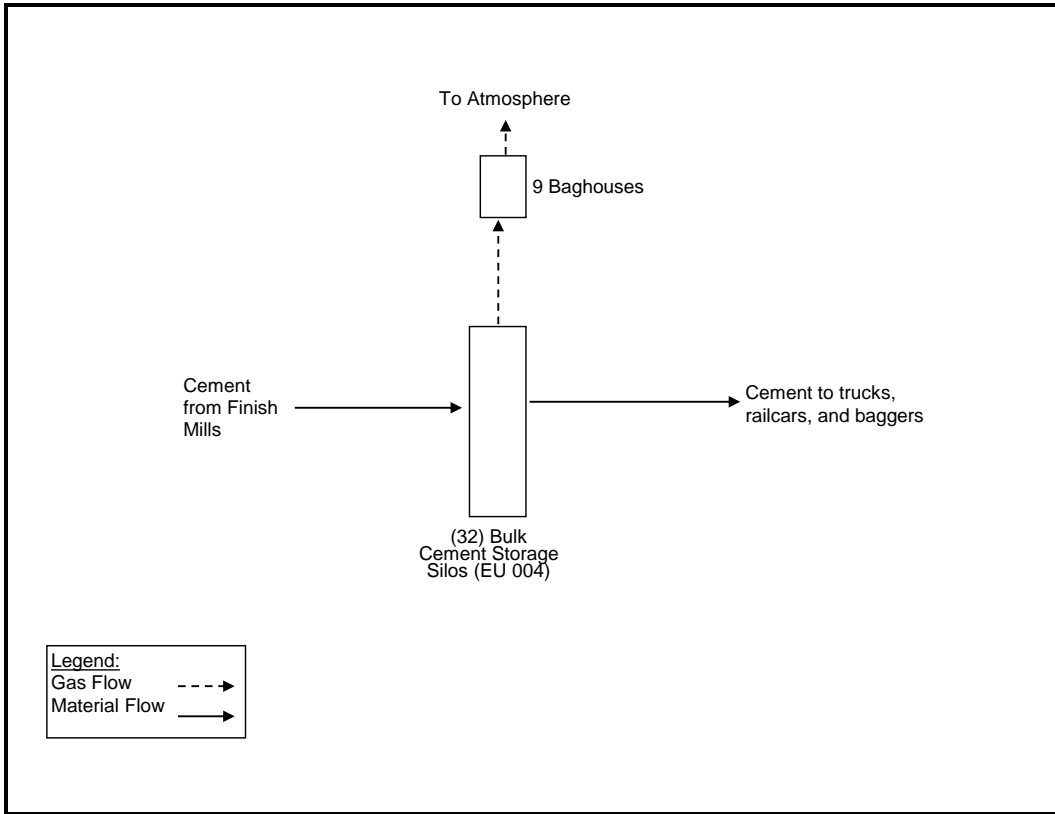 To Atmosphere
9 Baghouses
Cement
from Finish
Mills
Cement to trucks,
railcars, and baggers
(32) Bulk
Cement Storage
Silos (EU 004)
Legend:
Gas Flow
Material Flow